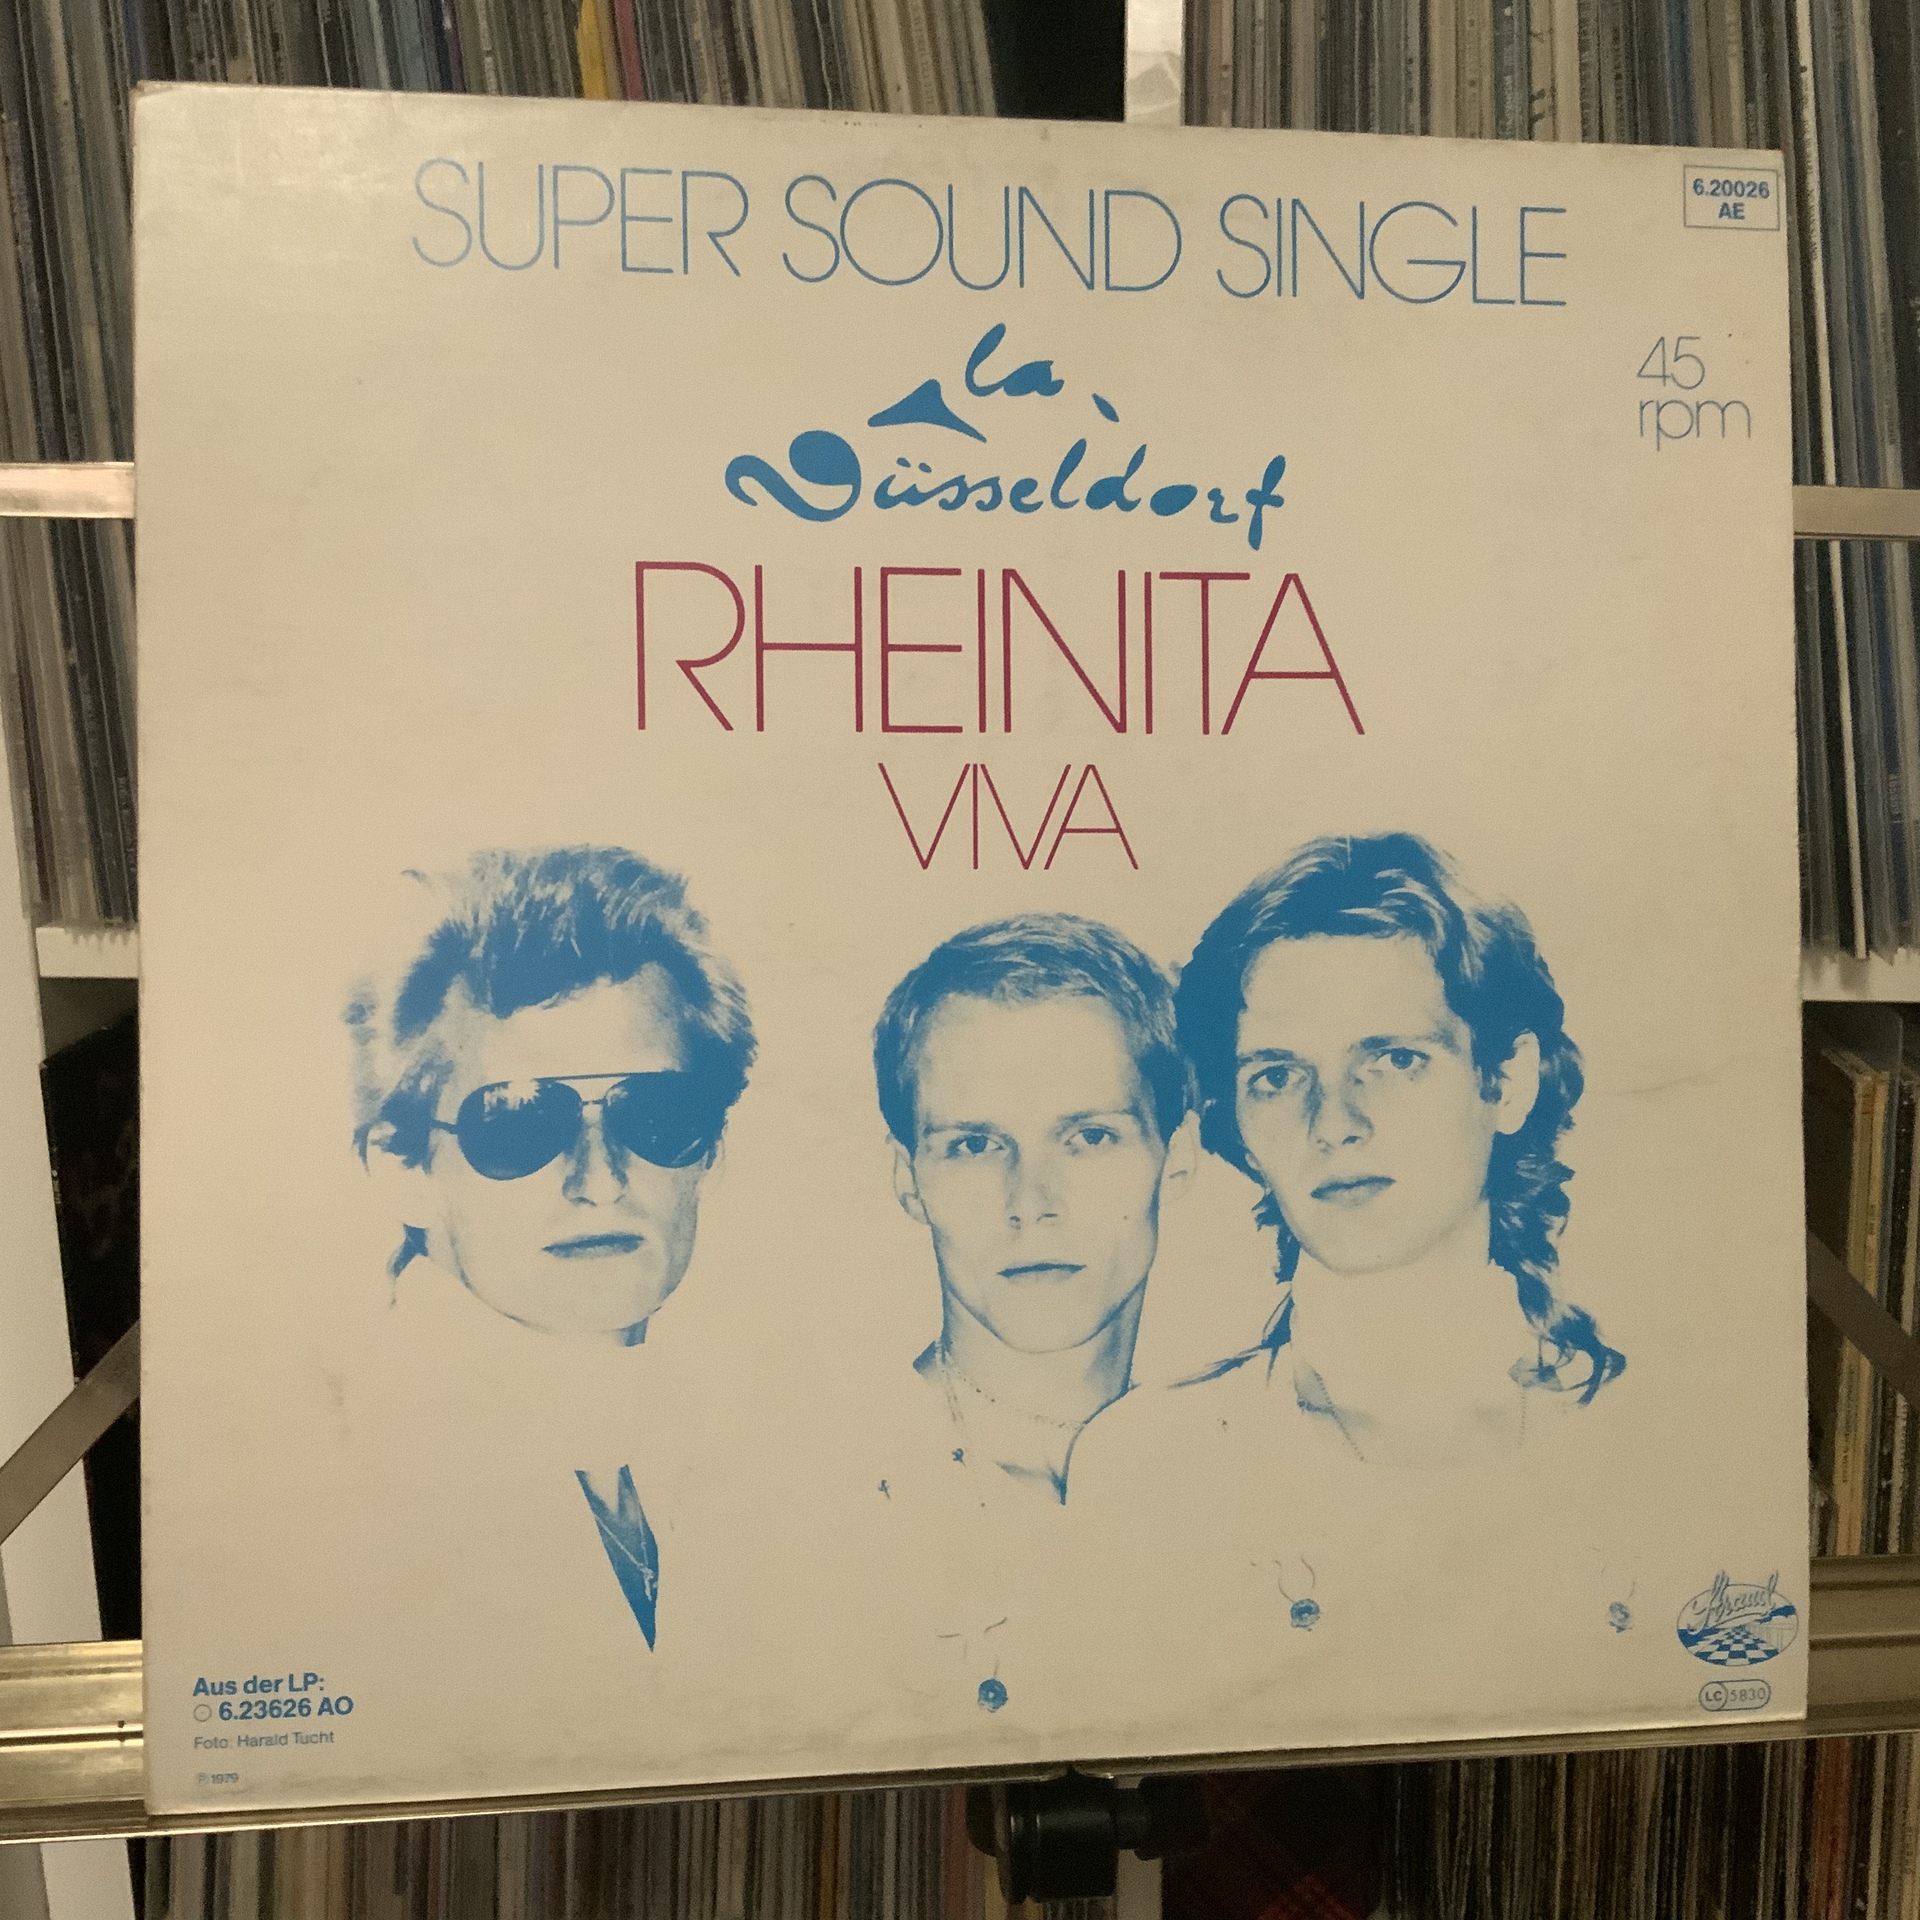 SUPER SOUND SINGLE
6.20026
AE
45
rpm
la
Düsseldorf
RHEINITA
VIVA
Aus der LP:
6.23626 AO
Foto: Harald Tucht
℗ 1979
Strand
LC 5830